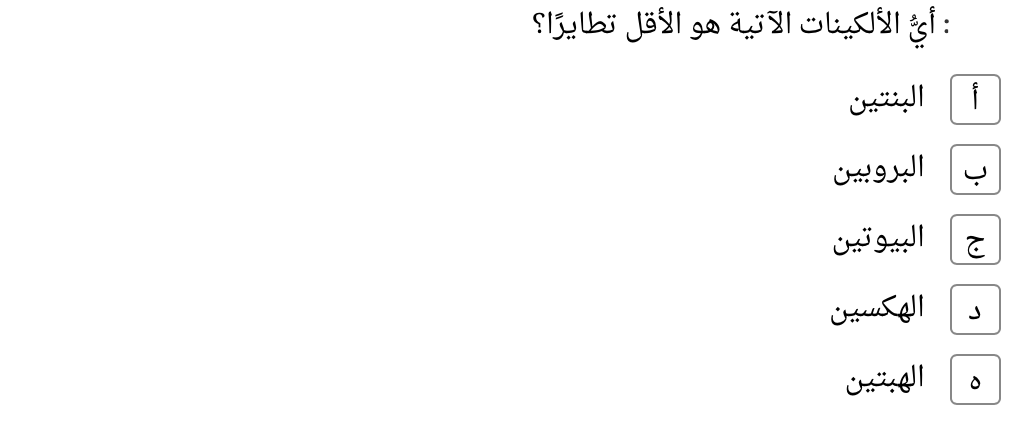 : أيُّ الألكينات الآتية هو الأقل تطايرًا؟
أ البنتين
ب البروبين
ج البيوتين
د الهكسين
ه الهبتين